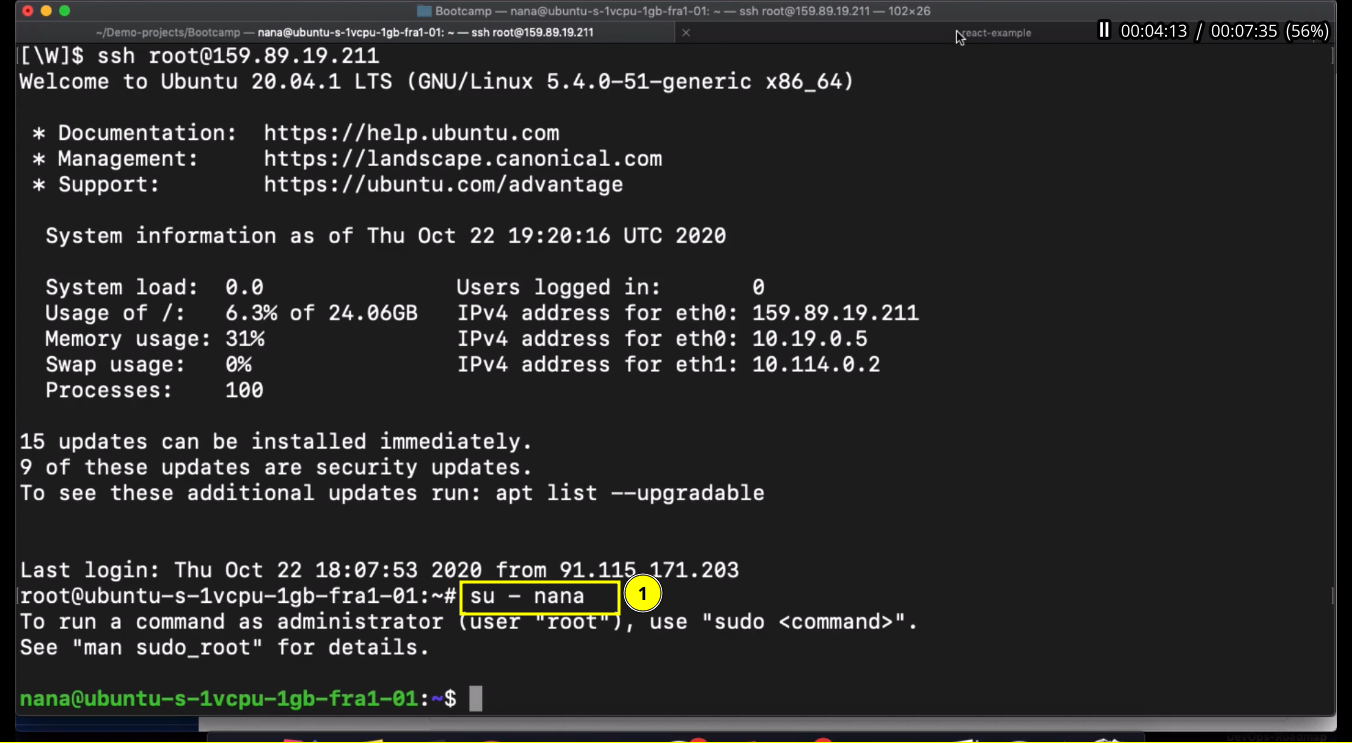 Bootcamp — nana@ubuntu-s-1vcpu-1gb-fra1-01: ~ — ssh root@159.89.19.211 — 102×26
~/Demo-projects/Bootcamp — nana@ubuntu-s-1vcpu-1gb-fra1-01: ~ — ssh root@159.89.19.211
react-example
00:04:13 / 00:07:35 (56%)
[\W]$ ssh root@159.89.19.211
Welcome to Ubuntu 20.04.1 LTS (GNU/Linux 5.4.0-51-generic x86_64)
* Documentation:  https://help.ubuntu.com
* Management:     https://landscape.canonical.com
* Support:        https://ubuntu.com/advantage
System information as of Thu Oct 22 19:20:16 UTC 2020
System load:  0.0               Users logged in:       0
Usage of /:   6.3% of 24.06GB   IPv4 address for eth0: 159.89.19.211
Memory usage: 31%               IPv4 address for eth0: 10.19.0.5
Swap usage:   0%                IPv4 address for eth1: 10.114.0.2
Processes:    100
15 updates can be installed immediately.
9 of these updates are security updates.
To see these additional updates run: apt list --upgradable
Last login: Thu Oct 22 18:07:53 2020 from 91.115.171.203
root@ubuntu-s-1vcpu-1gb-fra1-01:~# su - nana
1
To run a command as administrator (user "root"), use "sudo <command>".
See "man sudo_root" for details.
nana@ubuntu-s-1vcpu-1gb-fra1-01:~$